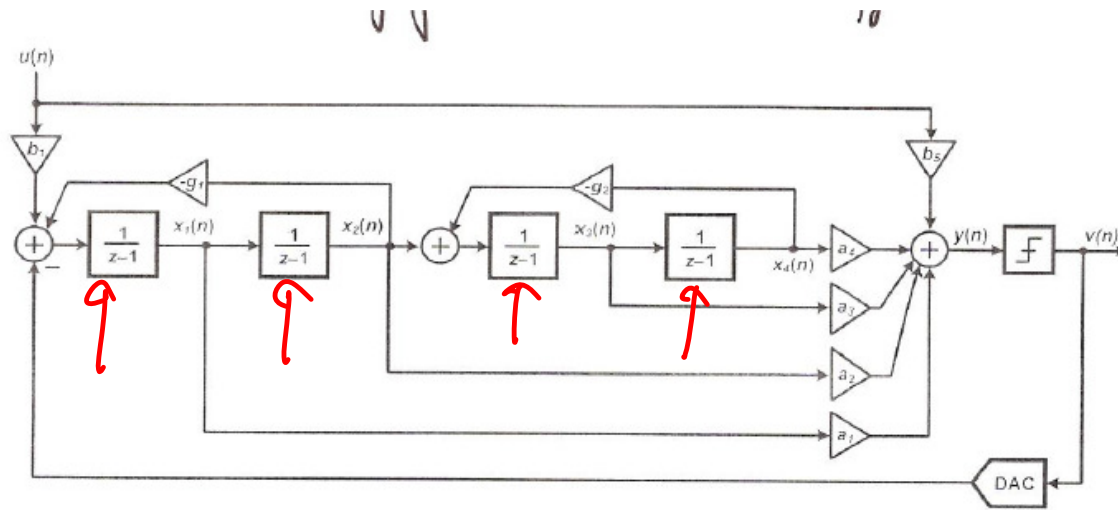 u(n)
b₁
-g₁
-g₂
b₅
+
−
1
z−1
x₁(n)
1
z−1
x₂(n)
+
1
z−1
x₃(n)
1
z−1
x₄(n)
a₄
+
y(n)
v(n)
a₃
a₂
a₁
DAC